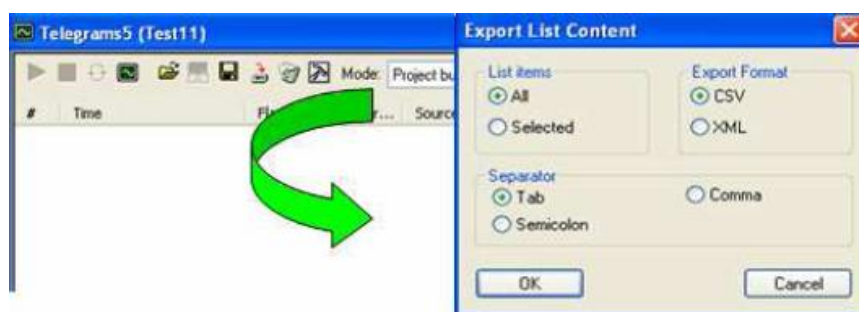 Telegrams5 (Test11)
Mode: Project bu
# Time Source
Export List Content
List items
All
Selected
Export Format
CSV
XML
Separator
Tab
Comma
Semicolon
OK
Cancel